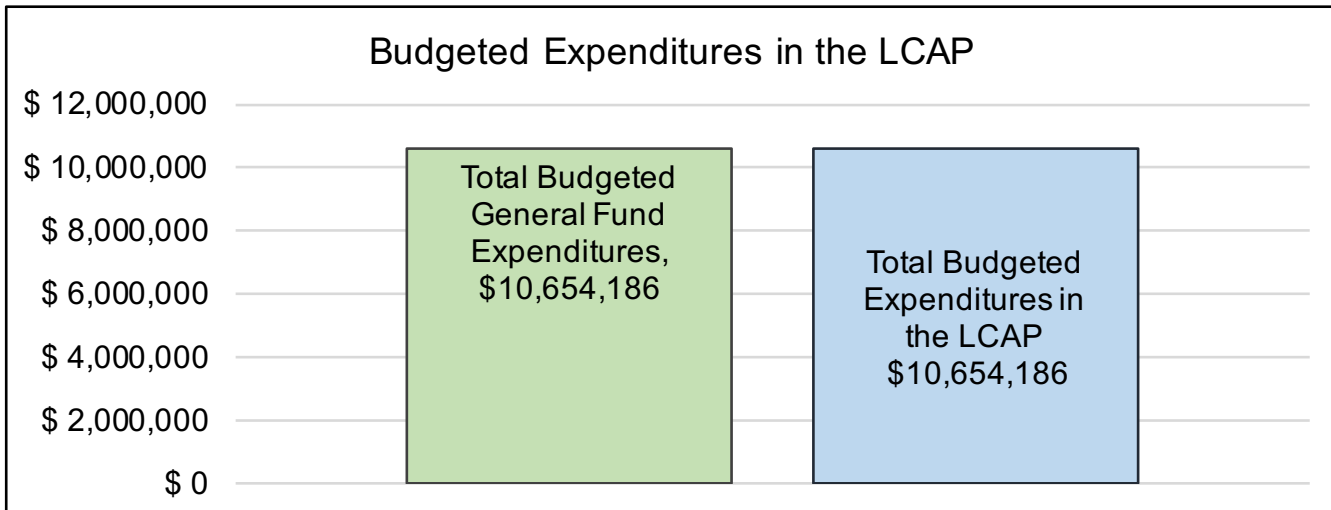 Budgeted Expenditures in the LCAP
$ 12,000,000
$ 10,000,000
$ 8,000,000
$ 6,000,000
$ 4,000,000
$ 2,000,000
$ 0
Total Budgeted
General Fund
Expenditures,
$10,654,186
Total Budgeted
Expenditures in
the LCAP
$10,654,186